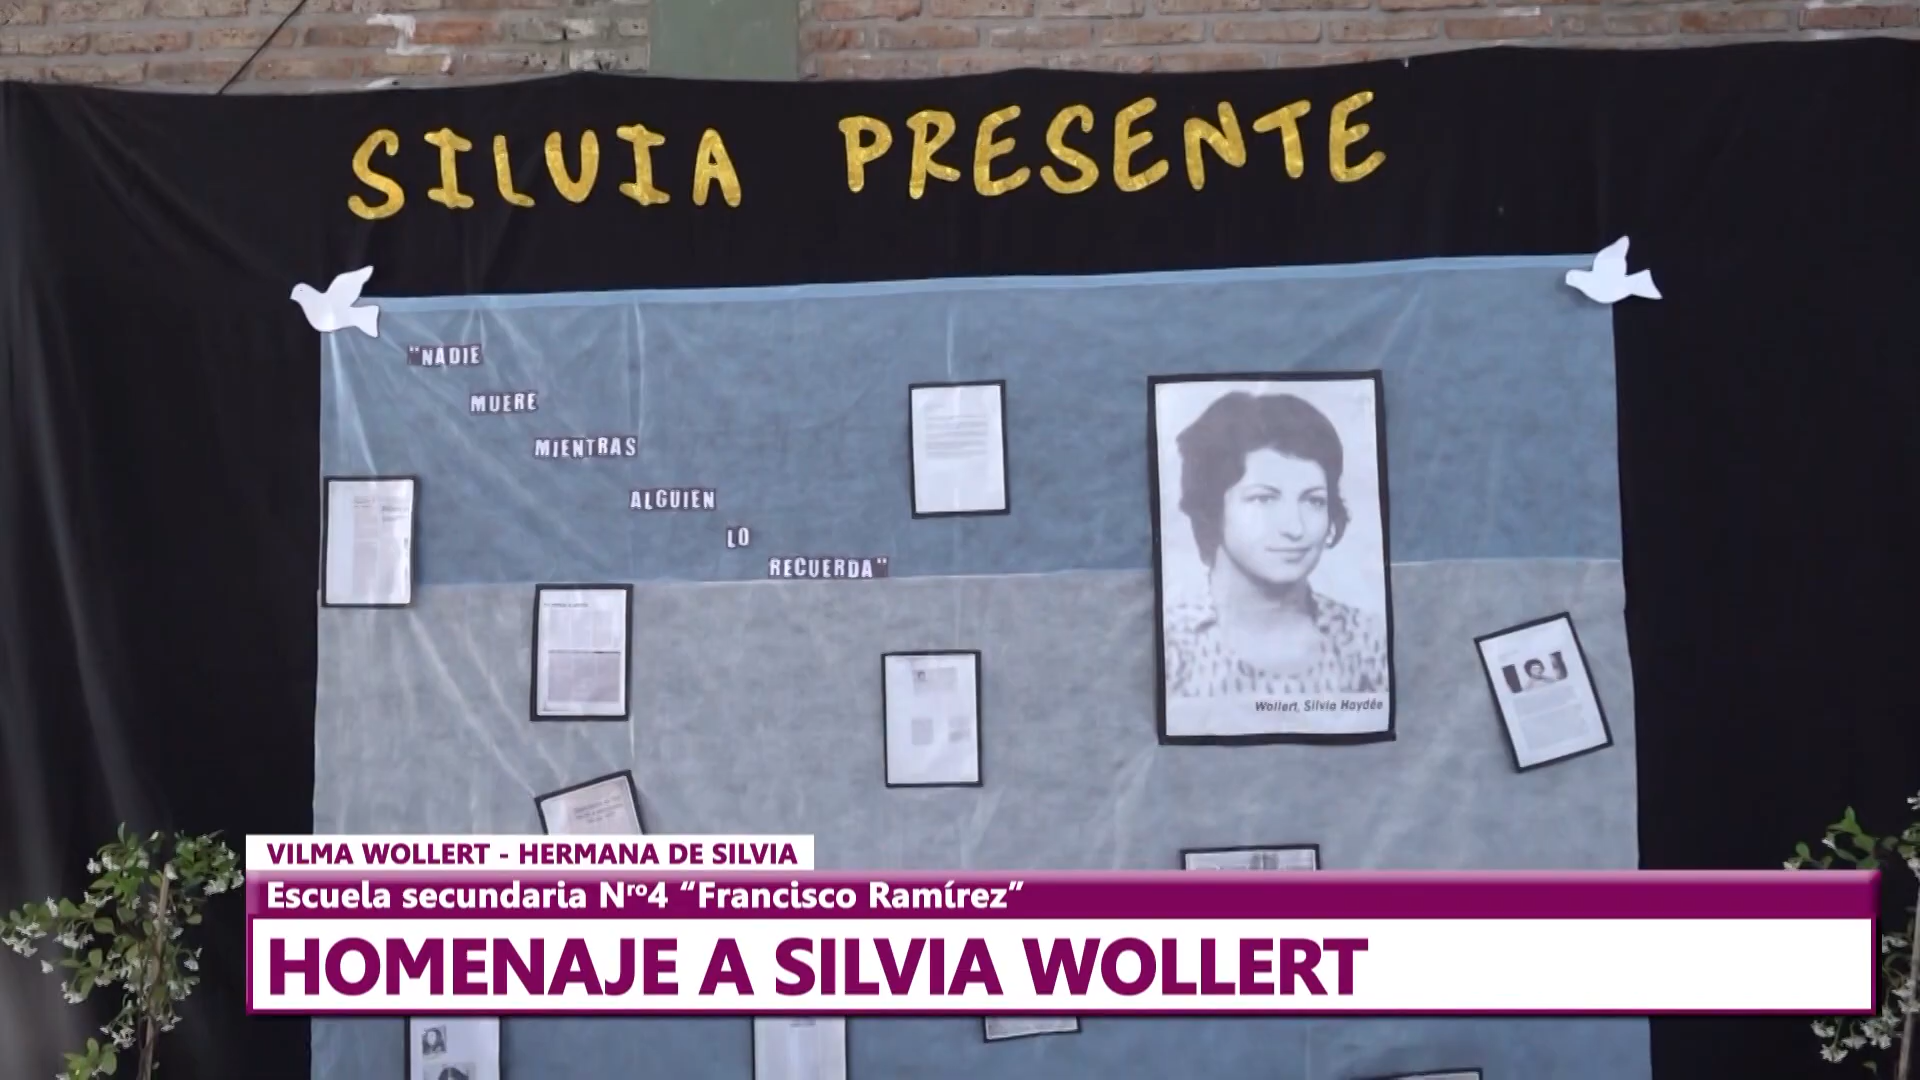 SILVIA PRESENTE
"NADIE
MUERE
MIENTRAS
ALGUIEN
LO
RECUERDA"
Wollert, Silvia Haydée
VILMA WOLLERT - HERMANA DE SILVIA
Escuela secundaria Nʳᵒ4 “Francisco Ramírez”
HOMENAJE A SILVIA WOLLERT